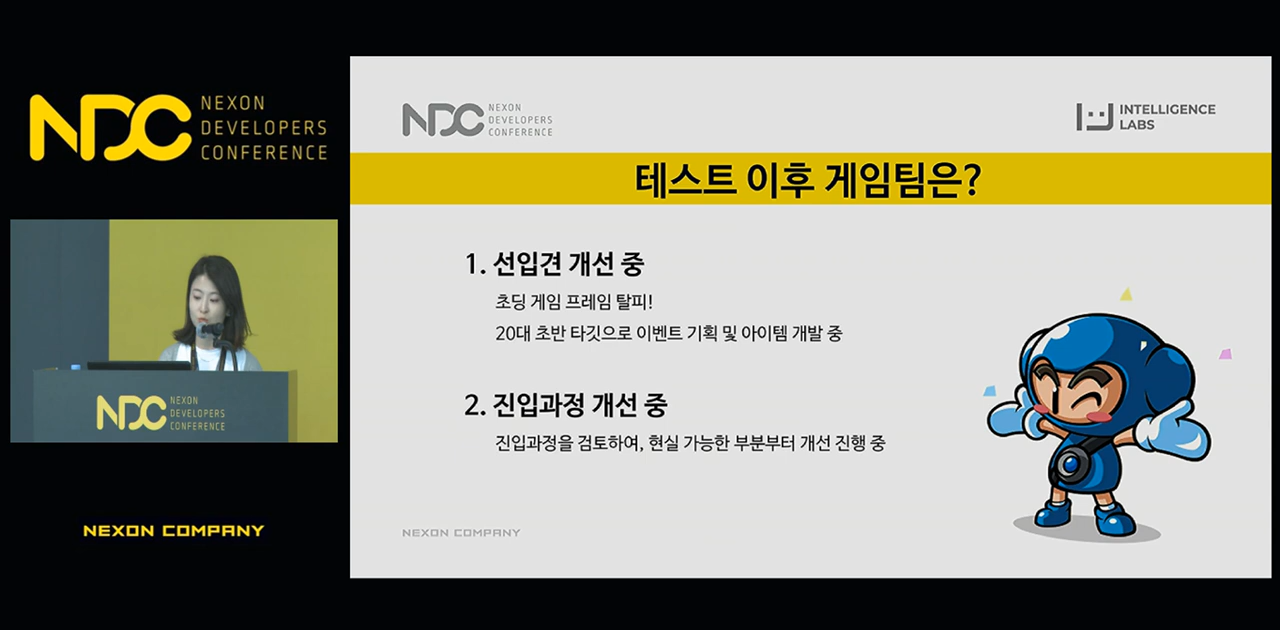 NDC NEXON
DEVELOPERS
CONFERENCE
NDC NEXON
DEVELOPERS
CONFERENCE
NEXON COMPANY
NDC NEXON
DEVELOPERS
CONFERENCE
INTELLIGENCE
LABS
테스트 이후 게임팀은?
1. 선입견 개선 중
초딩 게임 프레임 탈피!
20대 초반 타깃으로 이벤트 기획 및 아이템 개발 중
2. 진입과정 개선 중
진입과정을 검토하여, 현실 가능한 부분부터 개선 진행 중
NEXON COMPANY